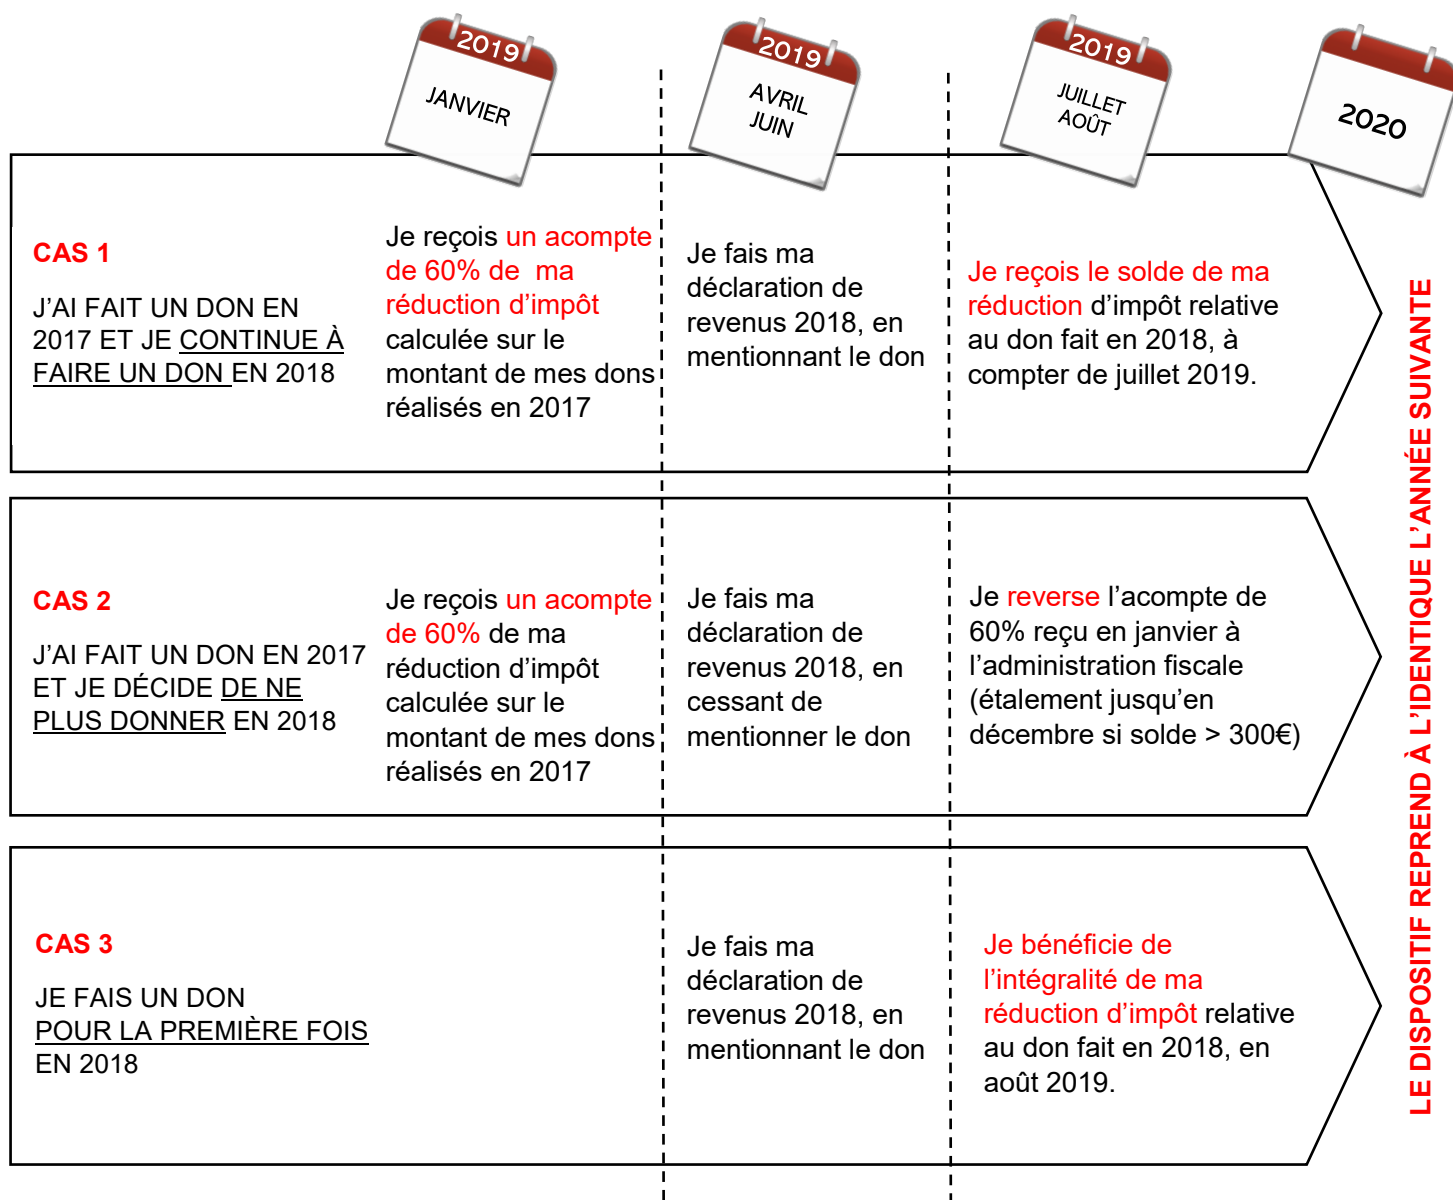 2019
JANVIER
2019
AVRIL
JUIN
2019
JUILLET
AOÛT
2020
CAS 1
J'AI FAIT UN DON EN
2017 ET JE CONTINUE À
FAIRE UN DON EN 2018
Je reçois un acompte
de 60% de  ma
réduction d'impôt
calculée sur le
montant de mes dons
réalisés en 2017
Je fais ma
déclaration de
revenus 2018, en
mentionnant le don
Je reçois le solde de ma
réduction d'impôt relative
au don fait en 2018, à
compter de juillet 2019.
CAS 2
J'AI FAIT UN DON EN 2017
ET JE DÉCIDE DE NE
PLUS DONNER EN 2018
Je reçois un acompte
de 60% de ma
réduction d'impôt
calculée sur le
montant de mes dons
réalisés en 2017
Je fais ma
déclaration de
revenus 2018, en
cessant de
mentionner le don
Je reverse l'acompte de
60% reçu en janvier à
l'administration fiscale
(étalement jusqu'en
décembre si solde > 300€)
CAS 3
JE FAIS UN DON
POUR LA PREMIÈRE FOIS
EN 2018
Je fais ma
déclaration de
revenus 2018, en
mentionnant le don
Je bénéficie de
l'intégralité de ma
réduction d'impôt relative
au don fait en 2018, en
août 2019.
LE DISPOSITIF REPREND À L'IDENTIQUE L'ANNÉE SUIVANTE